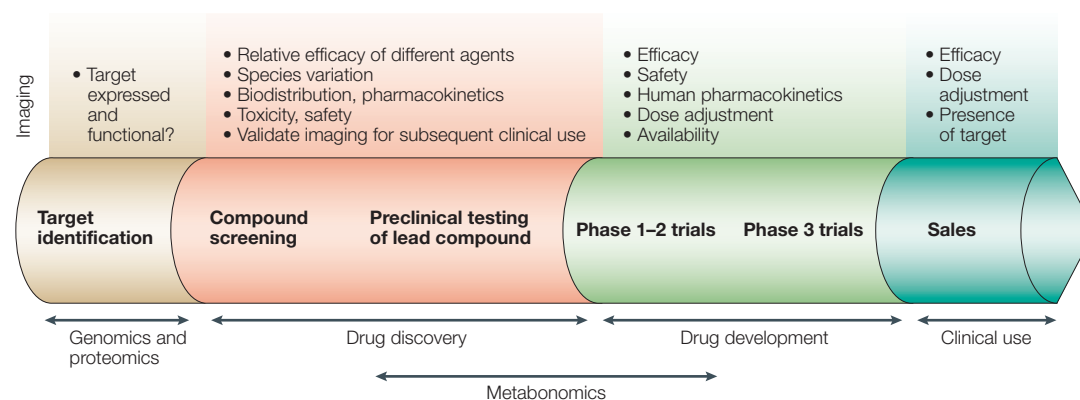 Imaging
• Target
expressed
and
functional?
• Relative efficacy of different agents
• Species variation
• Biodistribution, pharmacokinetics
• Toxicity, safety
• Validate imaging for subsequent clinical use
• Efficacy
• Safety
• Human pharmacokinetics
• Dose adjustment
• Availability
• Efficacy
• Dose
adjustment
• Presence
of target
Target
identification
Compound
screening
Preclinical testing
of lead compound
Phase 1–2 trials
Phase 3 trials
Sales
Genomics and
proteomics
Drug discovery
Drug development
Clinical use
Metabonomics